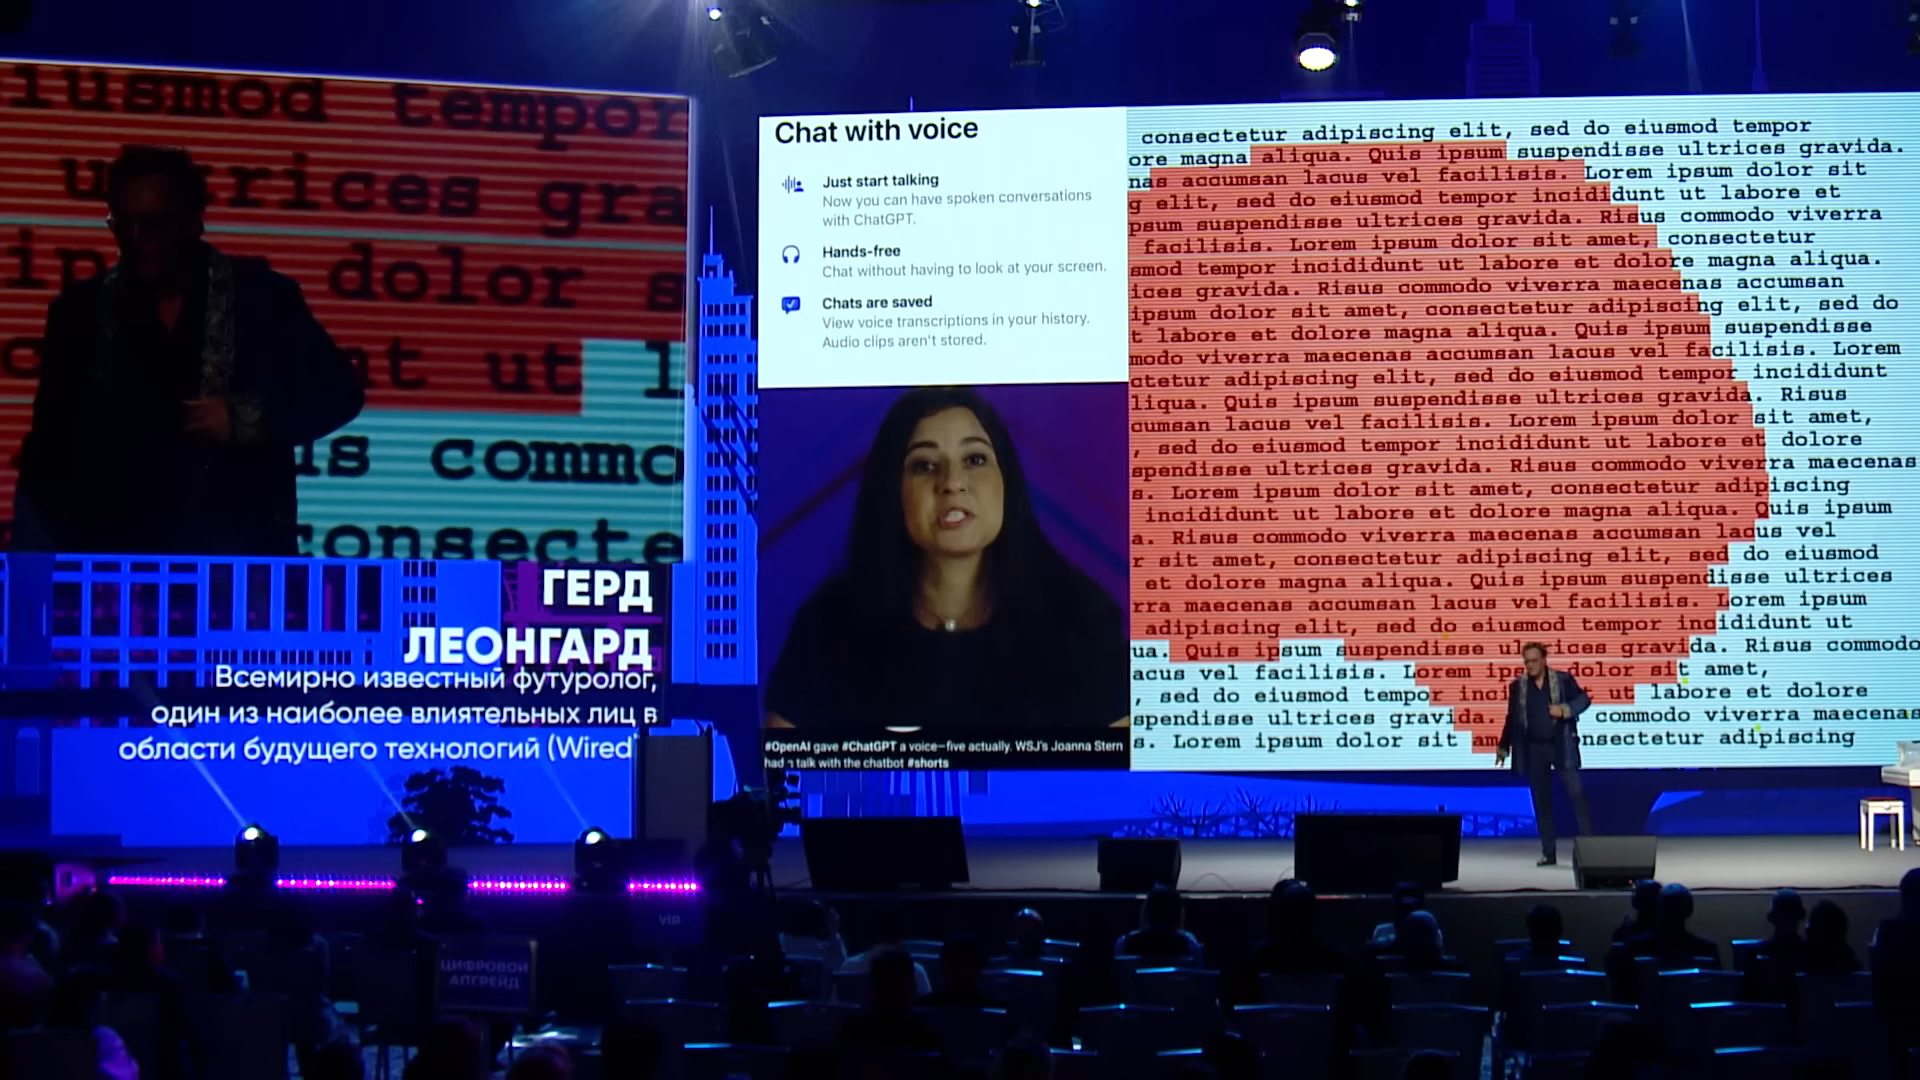 iusmod tempor
ices gra
dolor s
t ut l
us commo
consecte
ГЕРД
ЛЕОНГАРД
Всемирно известный футуролог,
один из наиболее влиятельных лиц в
области будущего технологий (Wired
Chat with voice
Just start talking
Now you can have spoken conversations
with ChatGPT.
Hands-free
Chat without having to look at your screen.
Chats are saved
View voice transcriptions in your history.
Audio clips aren't stored.
#OpenAI gave #ChatGPT a voice—five actually. WSJ's Joanna Stern
had a talk with the chatbot #shorts
consectetur adipiscing elit, sed do eiusmod tempor
ore magna aliqua. Quis ipsum suspendisse ultrices gravida.
nas accumsan lacus vel facilisis. Lorem ipsum dolor sit
g elit, sed do eiusmod tempor incididunt ut labore et
psum suspendisse ultrices gravida. Risus commodo viverra
facilisis. Lorem ipsum dolor sit amet, consectetur
smod tempor incididunt ut labore et dolore magna aliqua.
ices gravida. Risus commodo viverra maecenas accumsan
ipsum dolor sit amet, consectetur adipiscing elit, sed do
t labore et dolore magna aliqua. Quis ipsum suspendisse
modo viverra maecenas accumsan lacus vel facilisis. Lorem
ctetur adipiscing elit, sed do eiusmod tempor incididunt
liqua. Quis ipsum suspendisse ultrices gravida. Risus
cumsan lacus vel facilisis. Lorem ipsum dolor sit amet,
, sed do eiusmod tempor incididunt ut labore et dolore
spendisse ultrices gravida. Risus commodo viverra maecenas
s. Lorem ipsum dolor sit amet, consectetur adipiscing
incididunt ut labore et dolore magna aliqua. Quis ipsum
a. Risus commodo viverra maecenas accumsan lacus vel
r sit amet, consectetur adipiscing elit, sed do eiusmod
et dolore magna aliqua. Quis ipsum suspendisse ultrices
rra maecenas accumsan lacus vel facilisis. Lorem ipsum
adipiscing elit, sed do eiusmod tempor incididunt ut
ua. Quis ipsum suspendisse ultrices gravida. Risus commodo
acus vel facilisis. Lorem ipsum dolor sit amet,
, sed do eiusmod tempor inci ut labore et dolore
spendisse ultrices gravida. commodo viverra maecenas
s. Lorem ipsum dolor sit am nsectetur adipiscing
VIP
ЦИФРОВОЙ
АПГРЕЙД